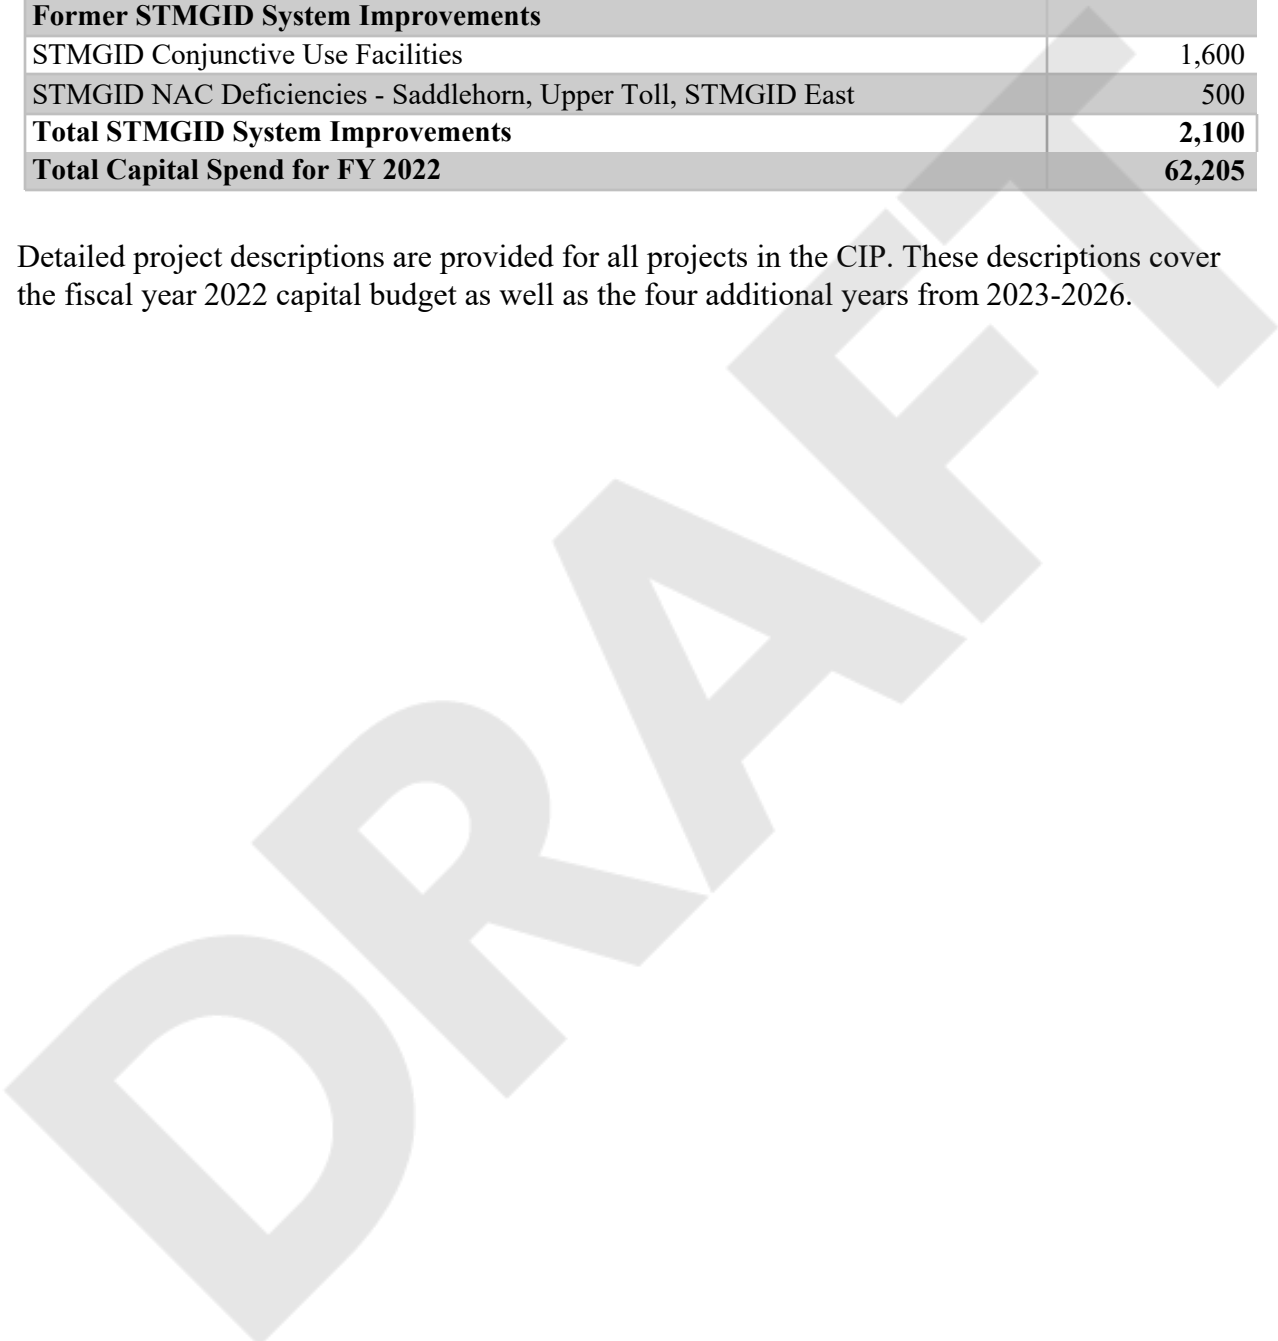 Former STMGID System Improvements
STMGID Conjunctive Use Facilities 1,600
STMGID NAC Deficiencies - Saddlehorn, Upper Toll, STMGID East 500
Total STMGID System Improvements 2,100
Total Capital Spend for FY 2022 62,205
Detailed project descriptions are provided for all projects in the CIP. These descriptions cover
the fiscal year 2022 capital budget as well as the four additional years from 2023-2026.
DRAFT